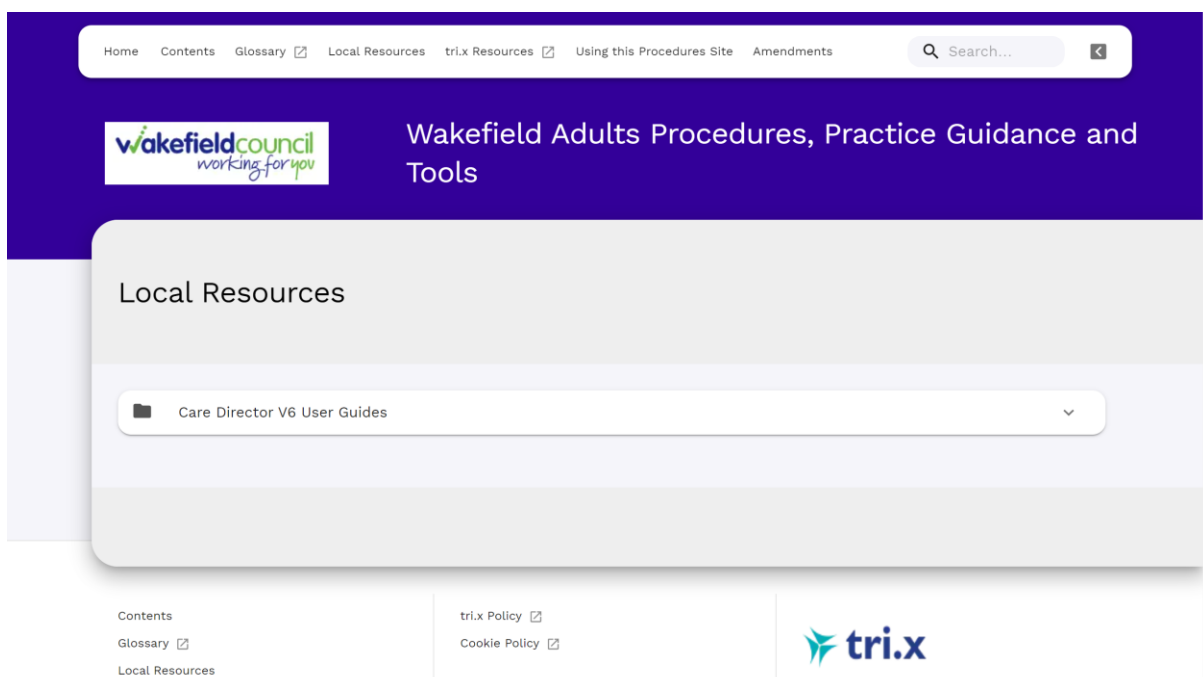 Home Contents Glossary Local Resources tri.x Resources Using this Procedures Site Amendments Search...
wakefieldcouncil
working for you
Wakefield Adults Procedures, Practice Guidance and
Tools
Local Resources
Care Director V6 User Guides
Contents
Glossary
Local Resources
tri.x Policy
Cookie Policy
tri.x